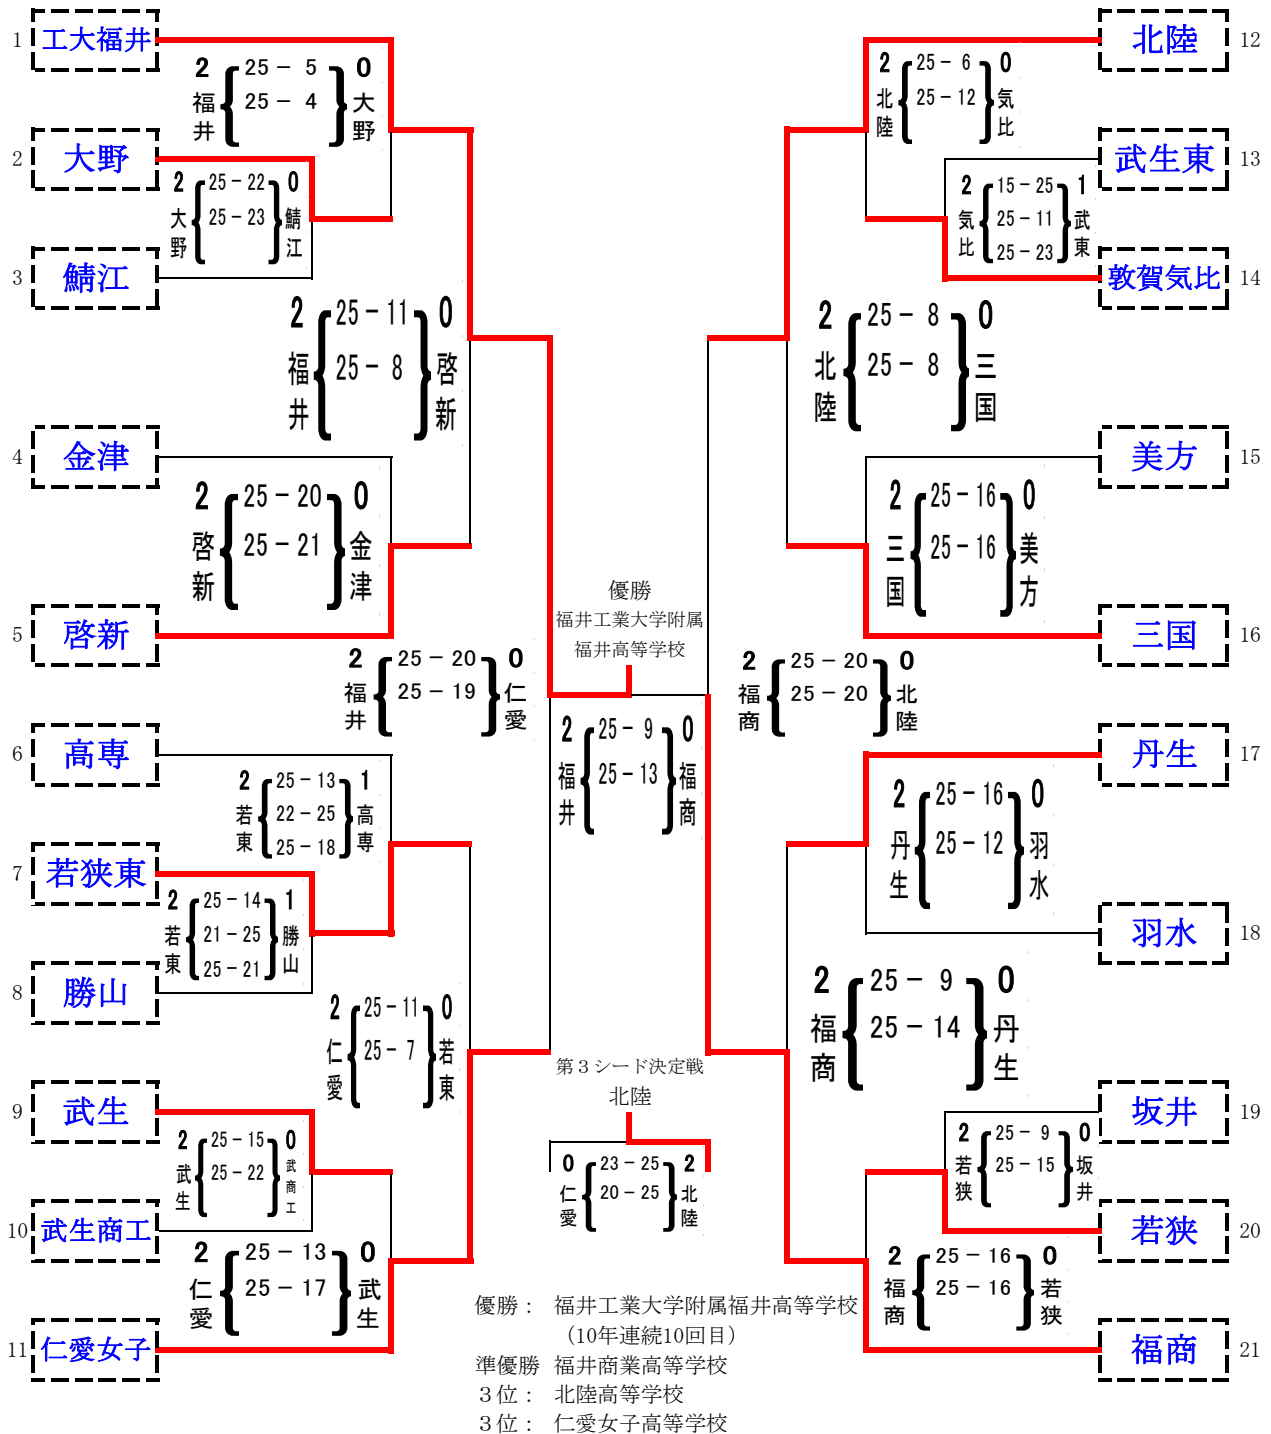 1 工大福井
2 大野
3 鯖江
4 金津
5 啓新
6 高専
7 若狭東
8 勝山
9 武生
10 武生商工
11 仁愛女子
2 福井 25－5 25－4 0 大野
2 大野 25－22 25－23 0 鯖江
2 福井 25－11 25－8 0 啓新
2 啓新 25－20 25－21 0 金津
2 福井 25－20 25－19 0 仁愛
2 若東 25－13 22－25 25－18 1 高専
2 若東 25－14 21－25 25－21 1 勝山
2 仁愛 25－11 25－7 0 若東
2 武生 25－15 25－22 0 武商工
2 仁愛 25－13 25－17 0 武生
優勝
福井工業大学附属
福井高等学校
2 福井 25－9 25－13 0 福商
第３シード決定戦
北陸
0 仁愛 23－25 20－25 2 北陸
12 北陸
13 武生東
14 敦賀気比
15 美方
16 三国
17 丹生
18 羽水
19 坂井
20 若狭
21 福商
2 北陸 25－6 25－12 0 気比
2 気比 15－25 25－11 25－23 1 武東
2 北陸 25－8 25－8 0 三国
2 三国 25－16 25－16 0 美方
2 福商 25－20 25－20 0 北陸
2 丹生 25－16 25－12 0 羽水
2 福商 25－9 25－14 0 丹生
2 若狭 25－9 25－15 0 坂井
2 福商 25－16 25－16 0 若狭
優勝： 福井工業大学附属福井高等学校
（10年連続10回目）
準優勝 福井商業高等学校
３位： 北陸高等学校
３位： 仁愛女子高等学校